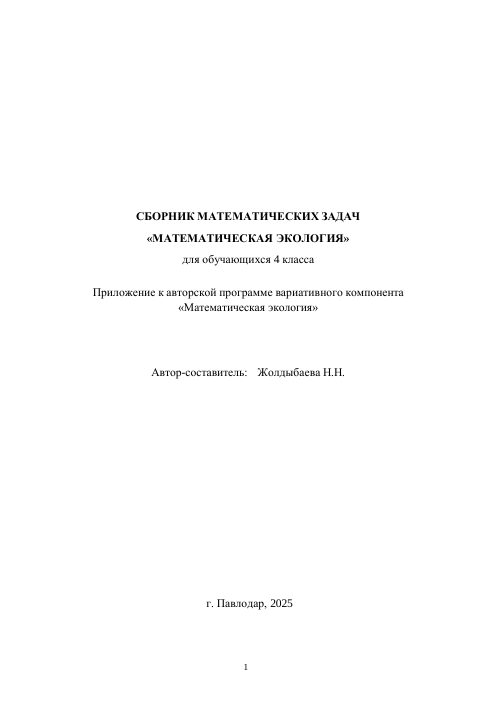 СБОРНИК МАТЕМАТИЧЕСКИХ ЗАДАЧ
«МАТЕМАТИЧЕСКАЯ ЭКОЛОГИЯ»
для обучающихся 4 класса
Приложение к авторской программе вариативного компонента
«Математическая экология»
Автор-составитель: Жолдыбаева Н.Н.
г. Павлодар, 2025
1